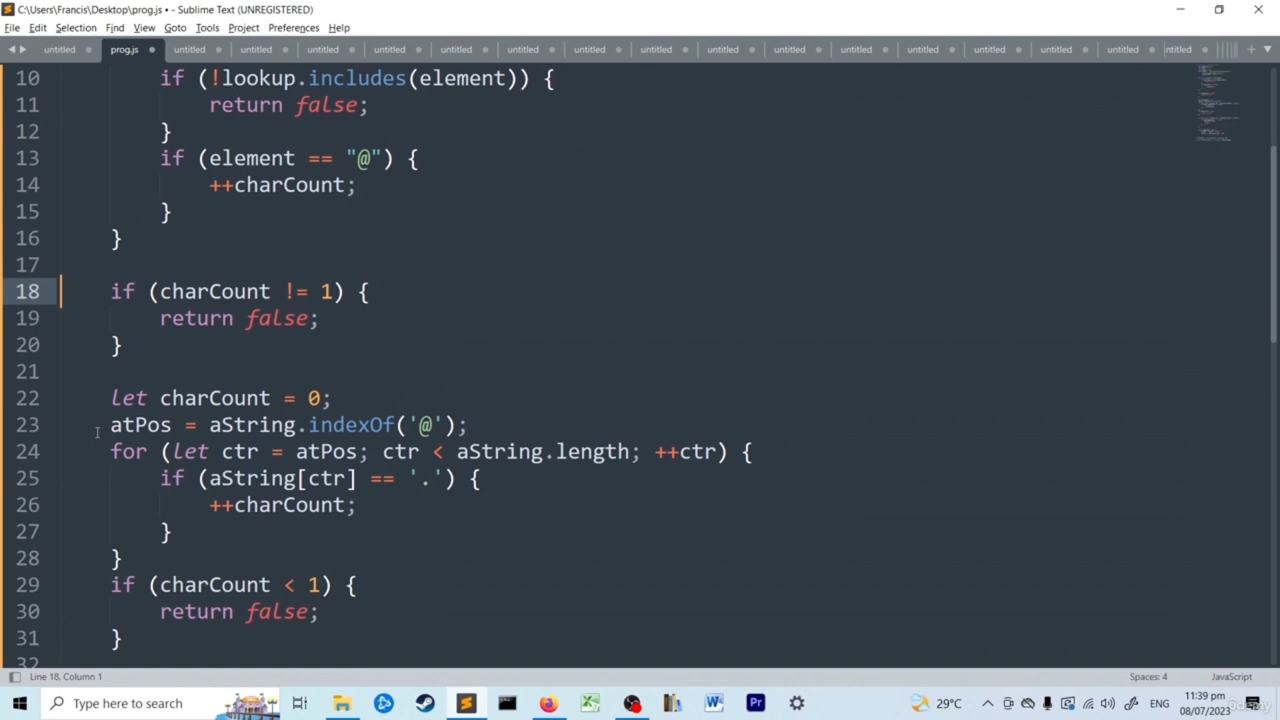 C:\Users\Francis\Desktop\prog.js • - Sublime Text (UNREGISTERED)
File Edit Selection Find View Goto Tools Project Preferences Help
untitled prog.js untitled untitled untitled untitled untitled untitled untitled untitled untitled untitled untitled untitled untitled untitled untitled ntitled
10 if (!lookup.includes(element)) {
11 return false;
12 }
13 if (element == "@") {
14 ++charCount;
15 }
16 }
17
18 if (charCount != 1) {
19 return false;
20 }
21
22 let charCount = 0;
23 atPos = aString.indexOf('@');
24 for (let ctr = atPos; ctr < aString.length; ++ctr) {
25 if (aString[ctr] == '.') {
26 ++charCount;
27 }
28 }
29 if (charCount < 1) {
30 return false;
31 }
32
Line 18, Column 1 Spaces: 4 JavaScript
Type here to search 29°C ENG 11:39 pm 08/07/2023
Udemy